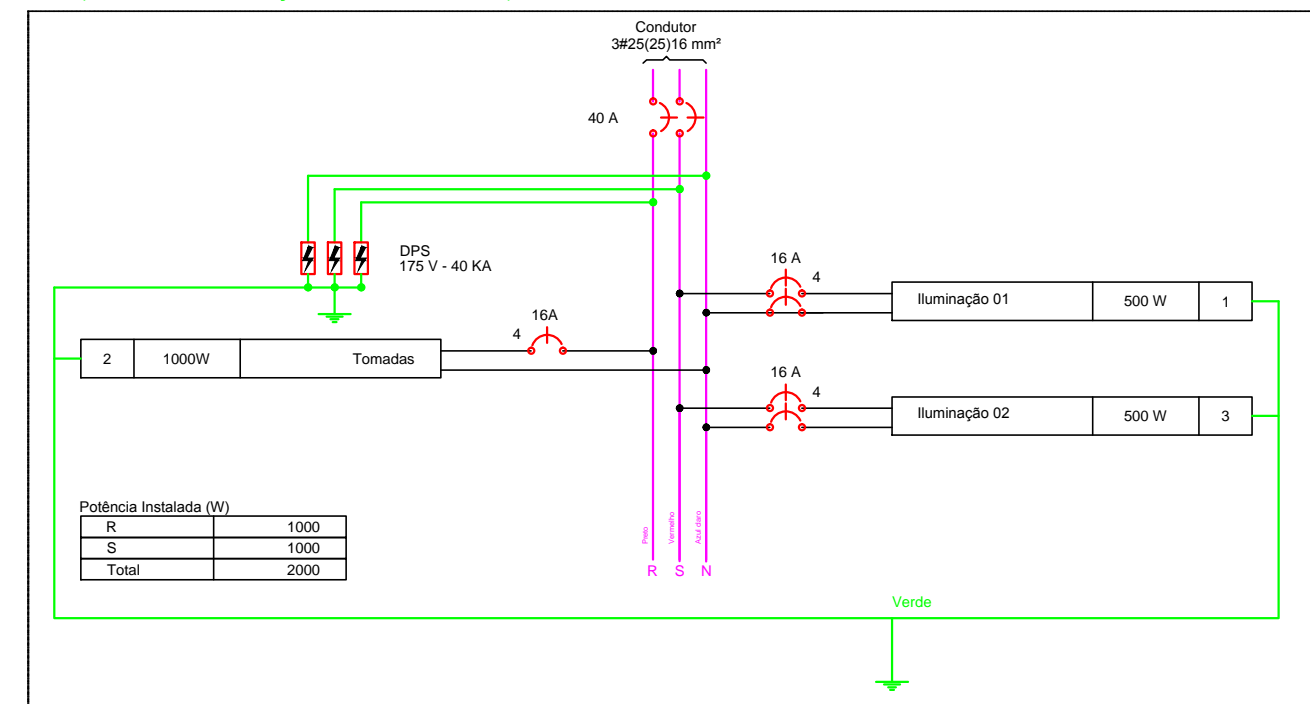 Condutor
3#25(25)16 mm²
40 A
DPS
175 V - 40 KA
16 A
4
Iluminação 01
500 W
1
16A
4
2
1000W
Tomadas
16 A
4
Iluminação 02
500 W
3
Potência Instalada (W)
R
1000
S
1000
Total
2000
Preto
Vermelho
Azul claro
R
S
N
Verde